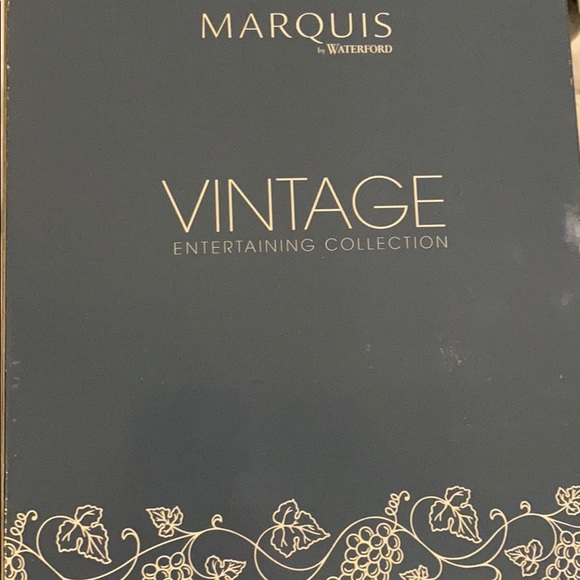 MARQUIS
by WATERFORD
VINTAGE
ENTERTAINING COLLECTION